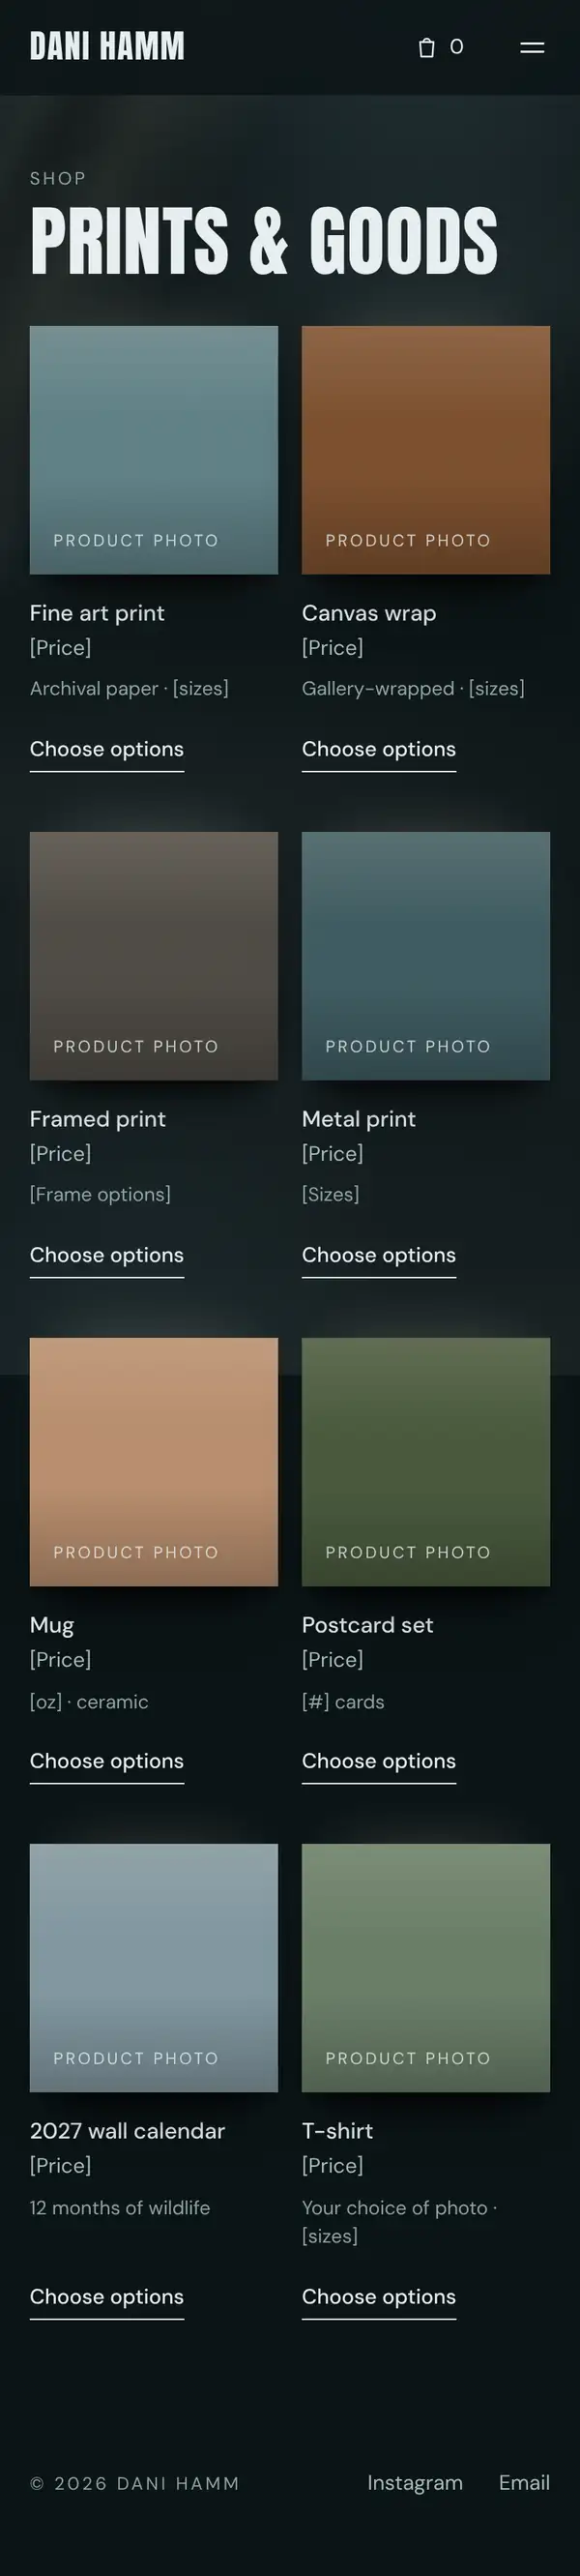 DANI HAMM
0
SHOP
PRINTS & GOODS
PRODUCT PHOTO
Fine art print
[Price]
Archival paper · [sizes]
Choose options
PRODUCT PHOTO
Canvas wrap
[Price]
Gallery-wrapped · [sizes]
Choose options
PRODUCT PHOTO
Framed print
[Price]
[Frame options]
Choose options
PRODUCT PHOTO
Metal print
[Price]
[Sizes]
Choose options
PRODUCT PHOTO
Mug
[Price]
[oz] · ceramic
Choose options
PRODUCT PHOTO
Postcard set
[Price]
[#] cards
Choose options
PRODUCT PHOTO
2027 wall calendar
[Price]
12 months of wildlife
Choose options
PRODUCT PHOTO
T-shirt
[Price]
Your choice of photo ·
[sizes]
Choose options
© 2026 DANI HAMM
Instagram
Email